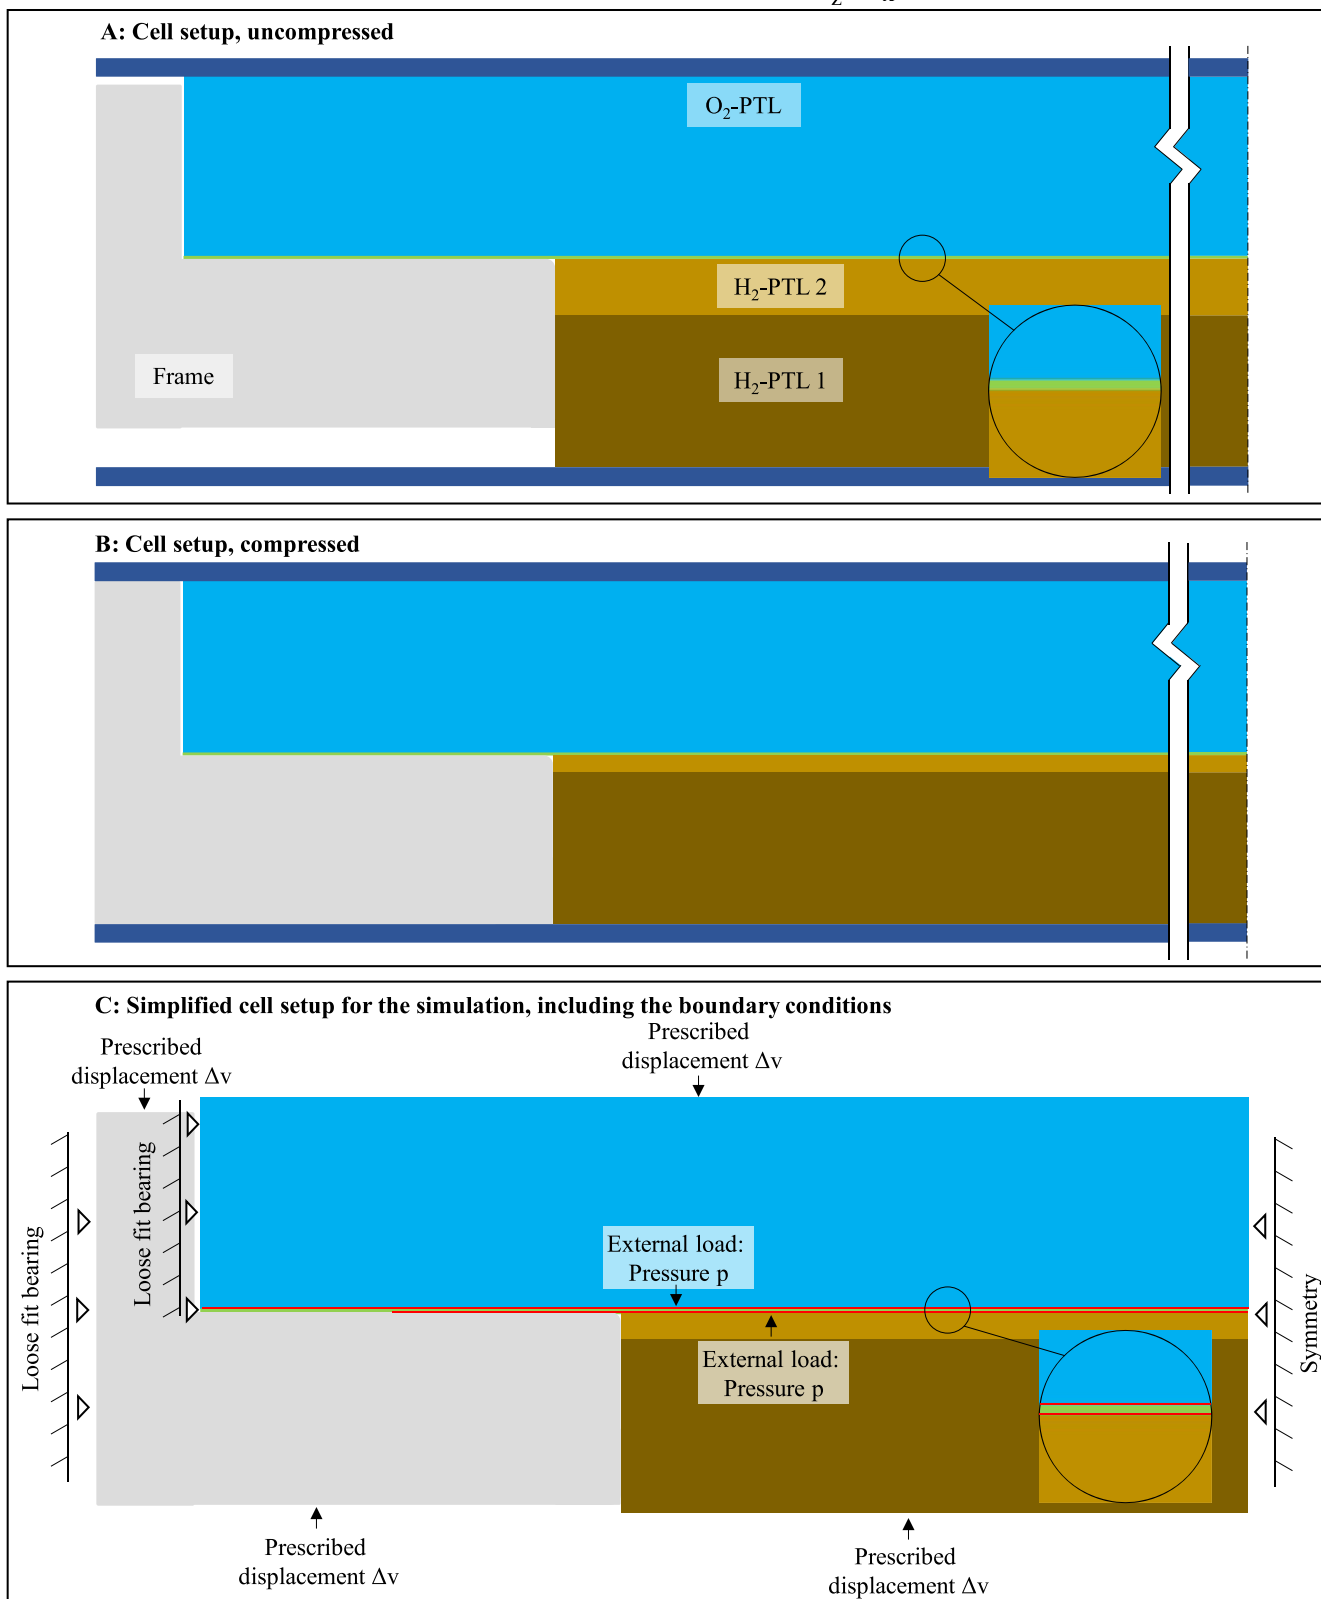 A: Cell setup, uncompressed
O₂-PTL
H₂-PTL 2
H₂-PTL 1
Frame
B: Cell setup, compressed
C: Simplified cell setup for the simulation, including the boundary conditions
Prescribed
displacement Δv
Prescribed
displacement Δv
Loose fit bearing
Loose fit bearing
External load:
Pressure p
External load:
Pressure p
Symmetry
Prescribed
displacement Δv
Prescribed
displacement Δv